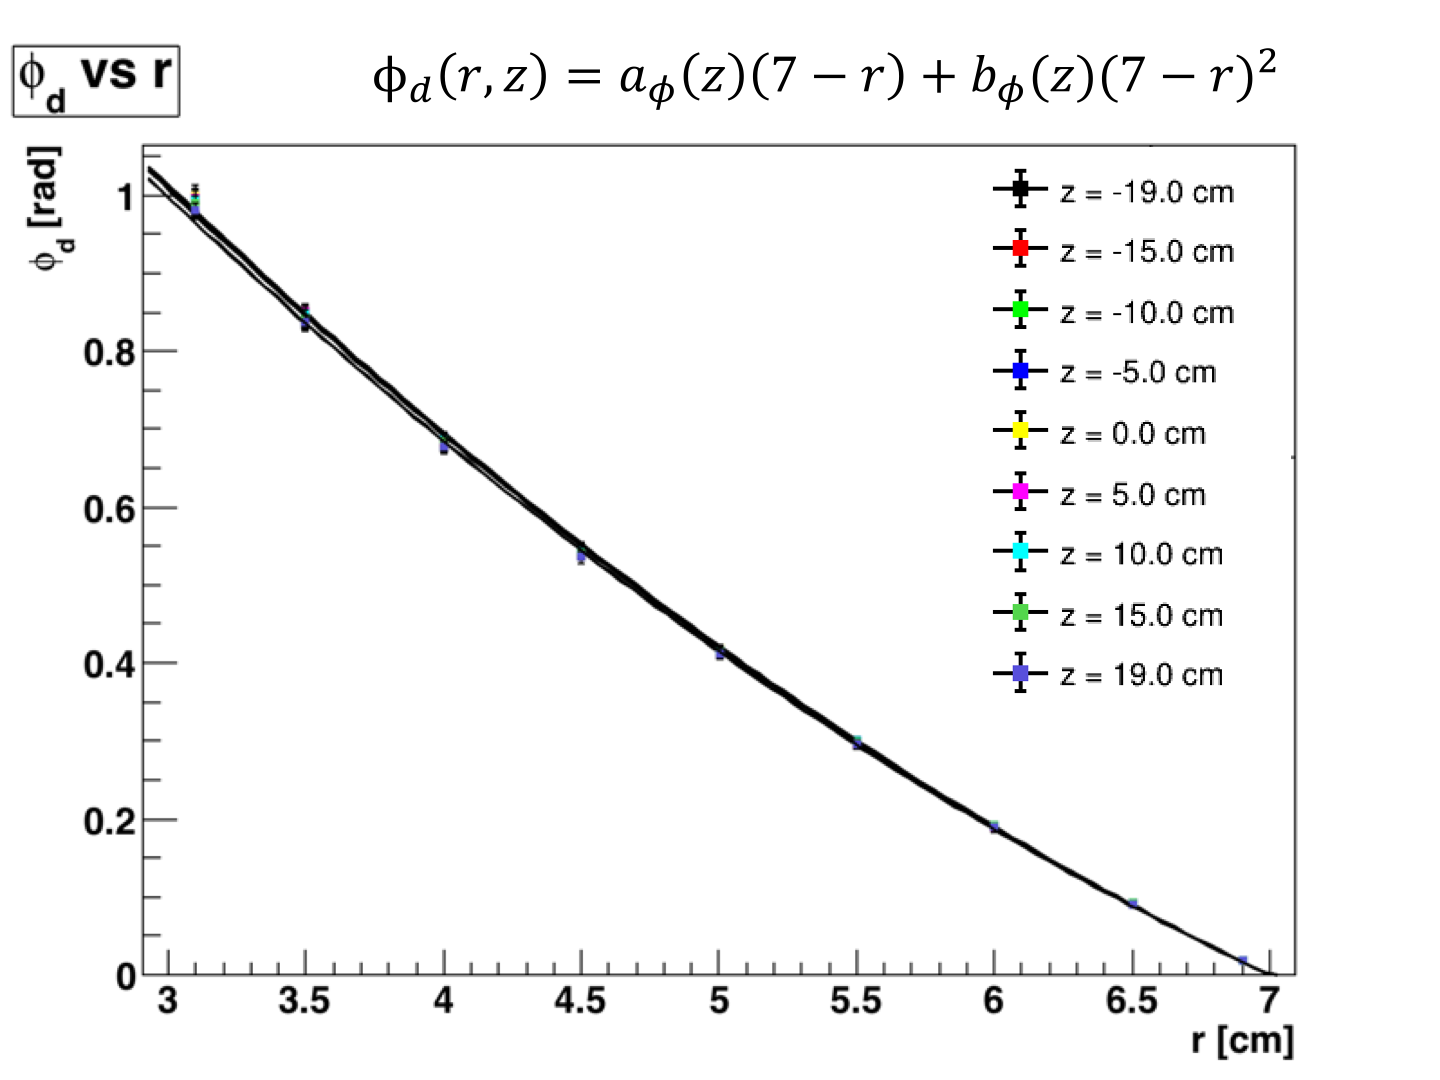 ϕd vs r
ϕ_d(r, z) = a_ϕ(z)(7 − r) + b_ϕ(z)(7 − r)²
ϕd [rad]
1
0.8
0.6
0.4
0.2
0
z = -19.0 cm
z = -15.0 cm
z = -10.0 cm
z = -5.0 cm
z = 0.0 cm
z = 5.0 cm
z = 10.0 cm
z = 15.0 cm
z = 19.0 cm
3 3.5 4 4.5 5 5.5 6 6.5 7
r [cm]